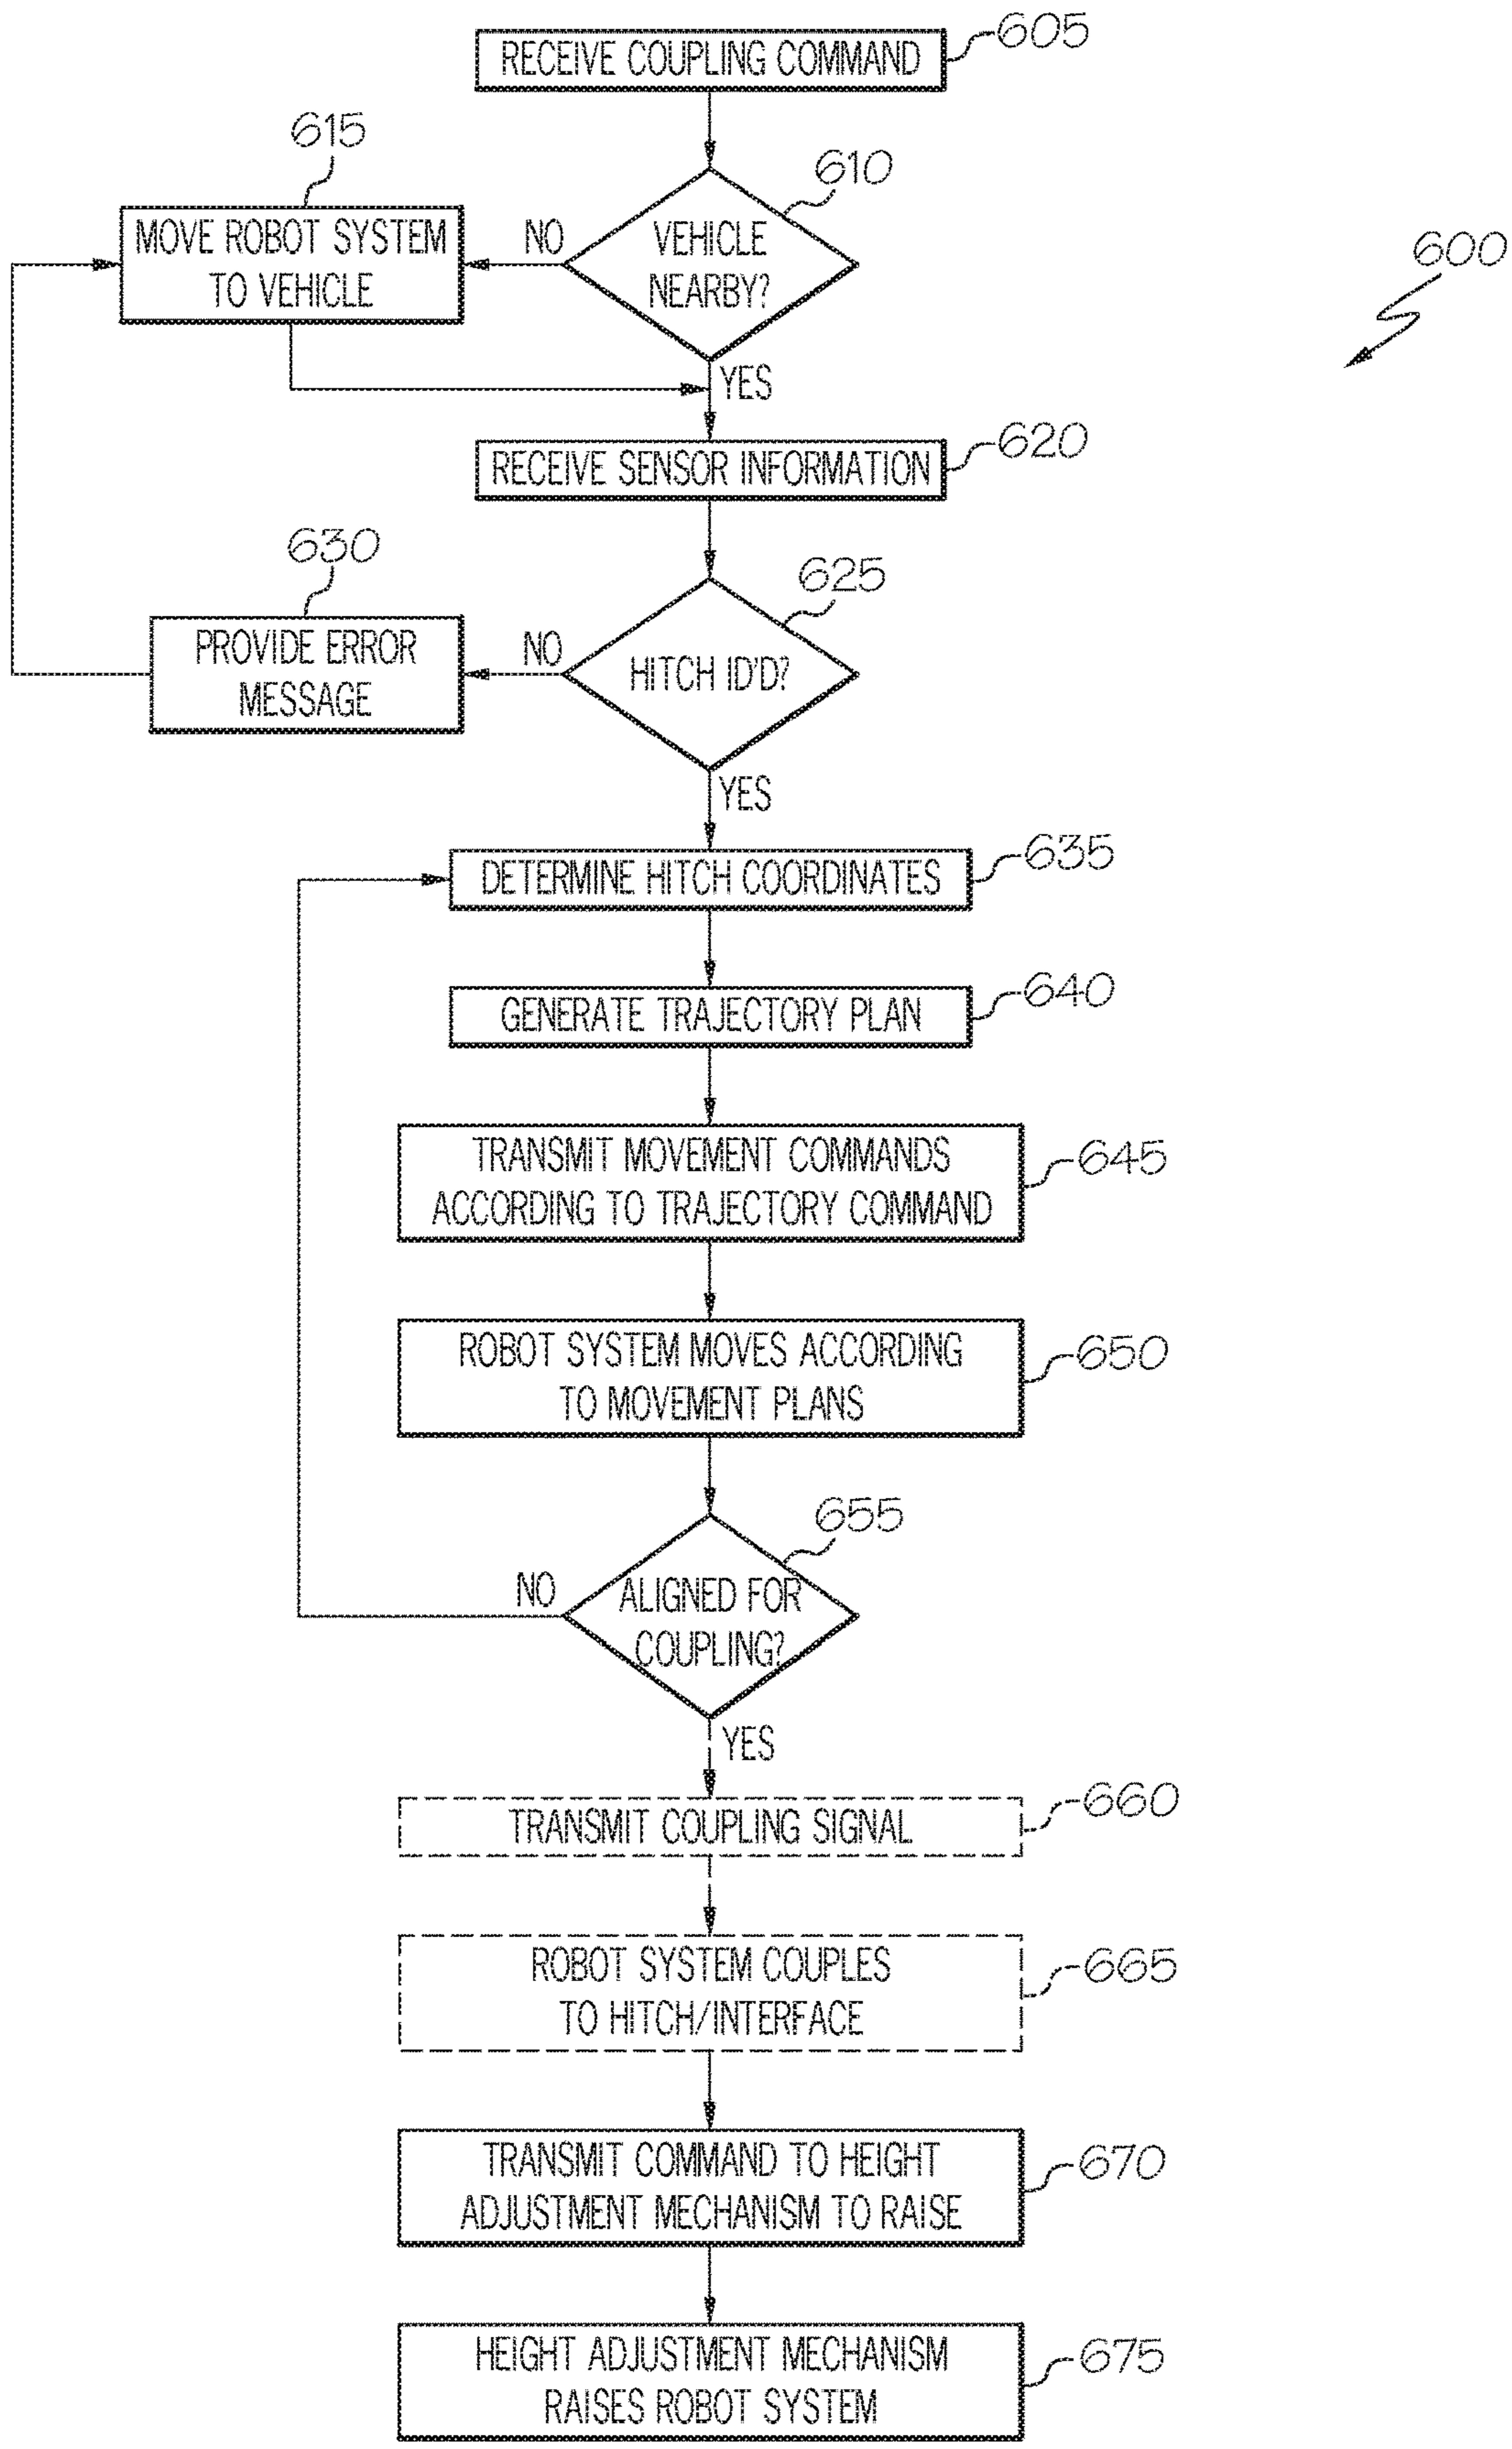 RECEIVE COUPLING COMMAND
605
610
VEHICLE
NEARBY?
NO
YES
615
MOVE ROBOT SYSTEM
TO VEHICLE
600
RECEIVE SENSOR INFORMATION
620
625
HITCH ID'D?
NO
YES
630
PROVIDE ERROR
MESSAGE
DETERMINE HITCH COORDINATES
635
GENERATE TRAJECTORY PLAN
640
TRANSMIT MOVEMENT COMMANDS
ACCORDING TO TRAJECTORY COMMAND
645
ROBOT SYSTEM MOVES ACCORDING
TO MOVEMENT PLANS
650
655
ALIGNED FOR
COUPLING?
NO
YES
TRANSMIT COUPLING SIGNAL
660
ROBOT SYSTEM COUPLES
TO HITCH/INTERFACE
665
TRANSMIT COMMAND TO HEIGHT
ADJUSTMENT MECHANISM TO RAISE
670
HEIGHT ADJUSTMENT MECHANISM
RAISES ROBOT SYSTEM
675